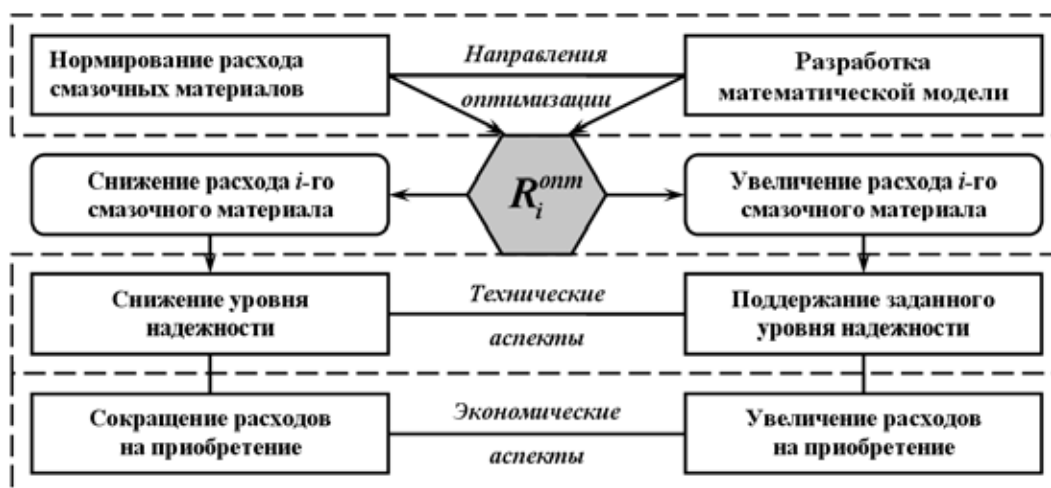 Нормирование расхода
смазочных материалов
Направления
оптимизации
Разработка
математической модели
Снижение расхода i-го
смазочного материала
R_i^опт
Увеличение расхода i-го
смазочного материала
Снижение уровня
надежности
Технические
аспекты
Поддержание заданного
уровня надежности
Сокращение расходов
на приобретение
Экономические
аспекты
Увеличение расходов
на приобретение